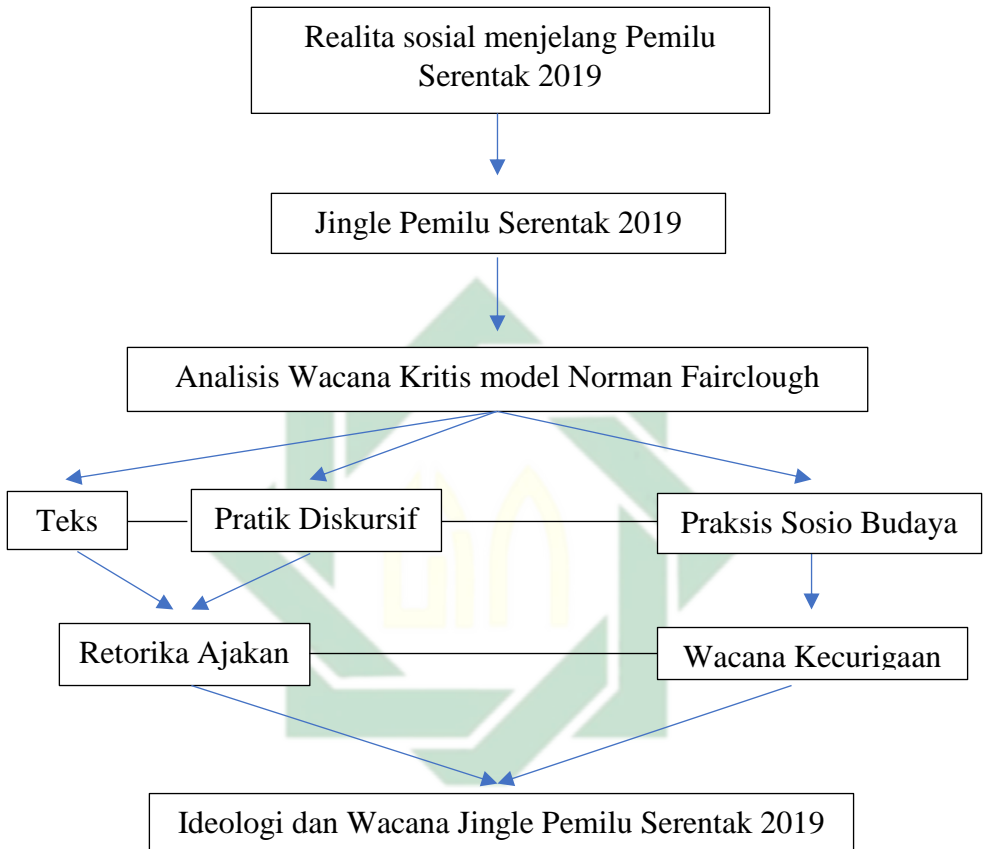 Realita sosial menjelang Pemilu
Serentak 2019
Jingle Pemilu Serentak 2019
Analisis Wacana Kritis model Norman Fairclough
Teks
Pratik Diskursif
Praksis Sosio Budaya
Retorika Ajakan
Wacana Kecurigaan
Ideologi dan Wacana Jingle Pemilu Serentak 2019